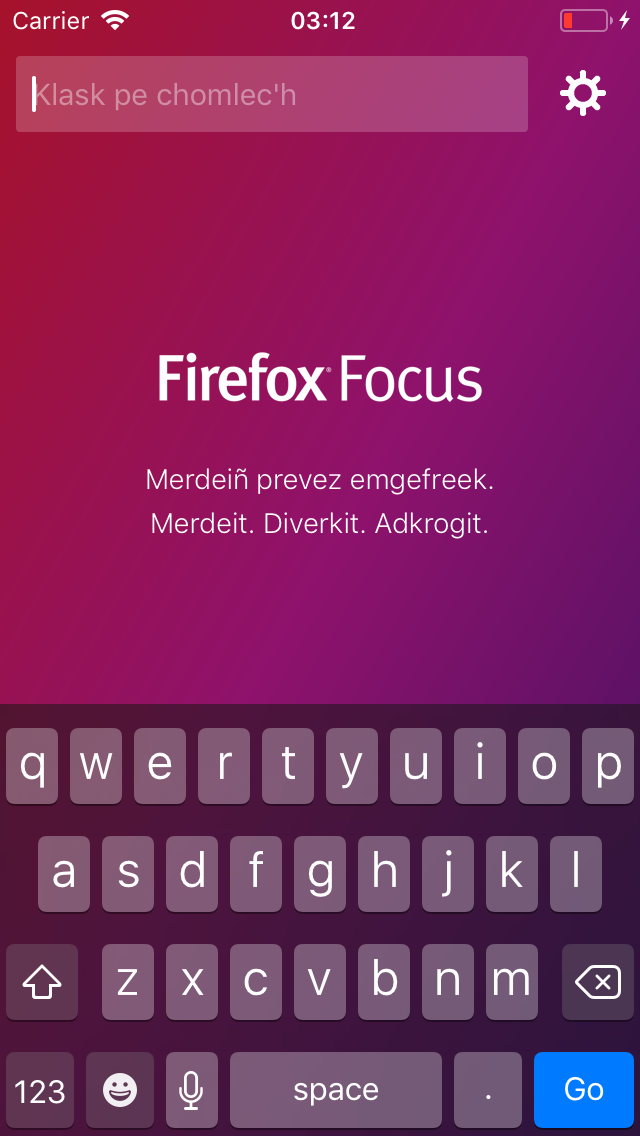 Carrier 03:12
Klask pe chomlec'h
Firefox® Focus
Merdeiñ prevez emgefreek.
Merdeit. Diverkit. Adkrogit.
q w e r t y u i o p
a s d f g h j k l
z x c v b n m
123 space . Go